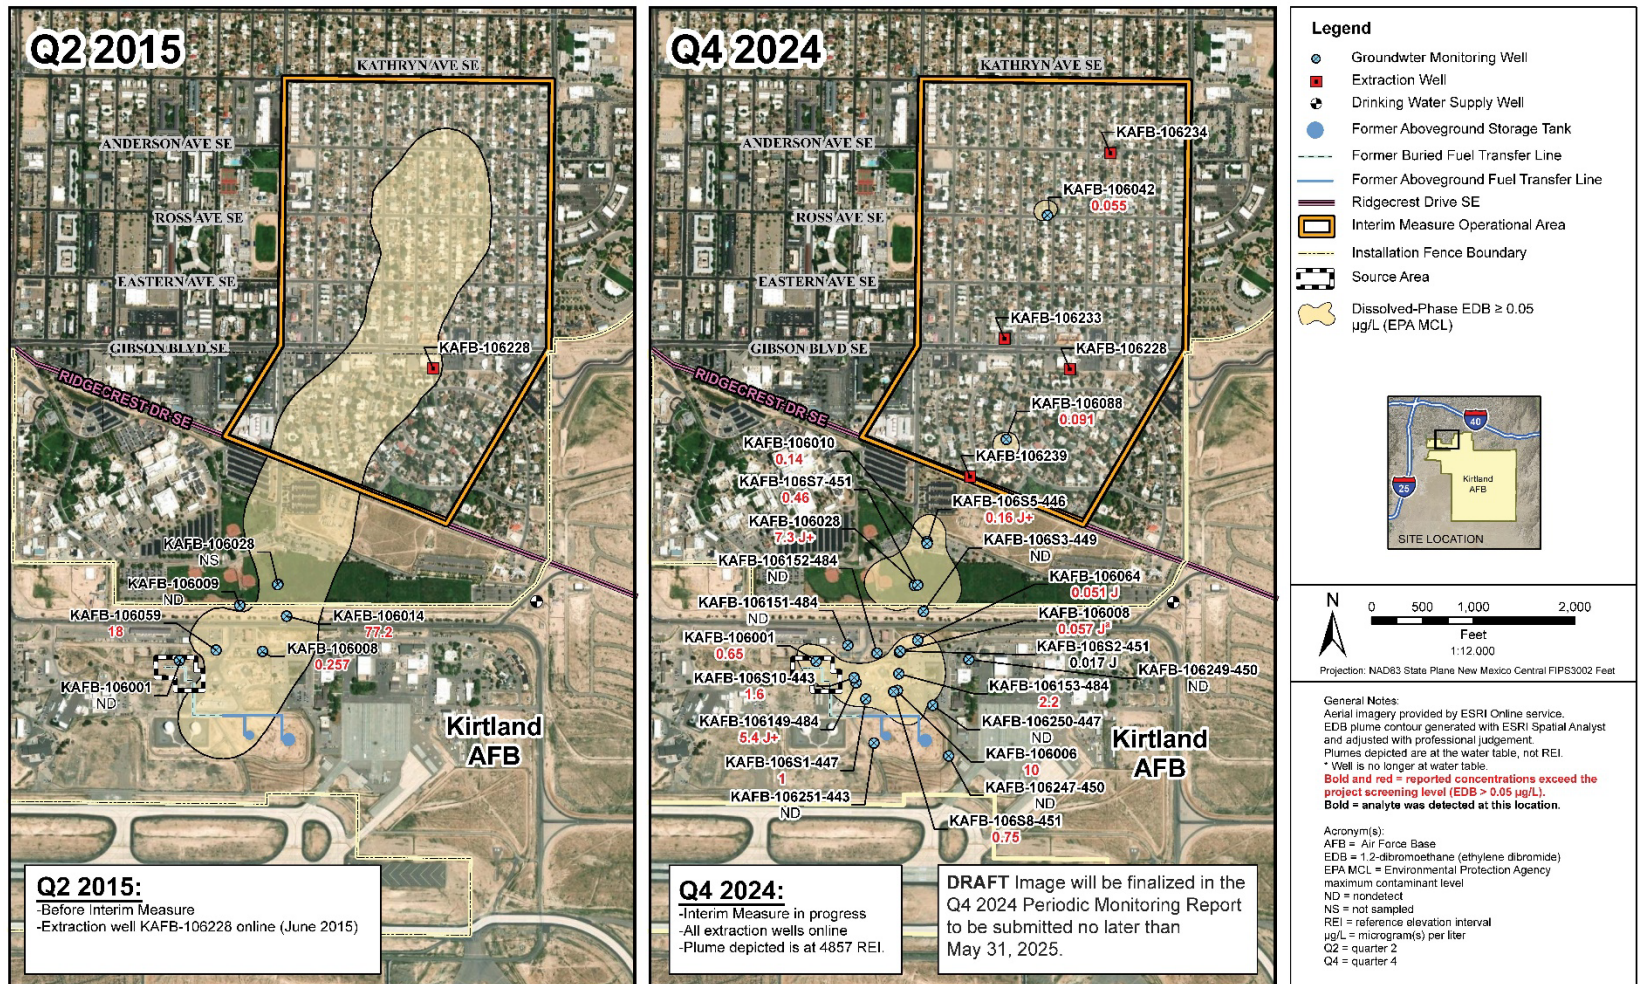 Q2 2015
KATHRYN AVE SE
ANDERSON AVE SE
ROSS AVE SE
EASTERN AVE SE
GIBSON BLVD SE
KAFB-106228
RIDGECREST DR SE
KAFB-106028
NS
KAFB-106009
ND
KAFB-106059
18
KAFB-106014
77.2
KAFB-106008
0.257
KAFB-106001
ND
Kirtland
AFB
Q2 2015:
-Before Interim Measure
-Extraction well KAFB-106228 online (June 2015)
Q4 2024
KATHRYN AVE SE
KAFB-106234
ANDERSON AVE SE
KAFB-106042
0.055
ROSS AVE SE
EASTERN AVE SE
KAFB-106233
GIBSON BLVD SE
KAFB-106228
RIDGECREST DR SE
KAFB-106088
0.091
KAFB-106010
0.14
KAFB-106239
KAFB-106S7-451
0.46
KAFB-106S5-446
0.16 J+
KAFB-106028
7.3 J+
KAFB-106S3-449
ND
KAFB-106152-484
ND
KAFB-106064
0.051 J
KAFB-106151-484
ND
KAFB-106008
0.057 Jª
KAFB-106001
0.65
KAFB-106S2-451
0.017 J
KAFB-106249-450
ND
KAFB-106S10-443
1.6
KAFB-106153-484
2.2
KAFB-106149-484
5.4 J+
KAFB-106250-447
ND
KAFB-106S1-447
1
KAFB-106006
10
KAFB-106251-443
ND
KAFB-106247-450
ND
KAFB-106S8-451
0.75
Kirtland
AFB
Q4 2024:
-Interim Measure in progress
-All extraction wells online
-Plume depicted is at 4857 REI.
DRAFT Image will be finalized in the
Q4 2024 Periodic Monitoring Report
to be submitted no later than
May 31, 2025.
Legend
Groundwter Monitoring Well
Extraction Well
Drinking Water Supply Well
Former Aboveground Storage Tank
Former Buried Fuel Transfer Line
Former Aboveground Fuel Transfer Line
Ridgecrest Drive SE
Interim Measure Operational Area
Installation Fence Boundary
Source Area
Dissolved-Phase EDB ≥ 0.05
µg/L (EPA MCL)
40
25
Kirtland
AFB
SITE LOCATION
N
0 500 1,000 2,000
Feet
1:12,000
Projection: NAD83 State Plane New Mexico Central FIPS3002 Feet
General Notes:
Aerial imagery provided by ESRI Online service.
EDB plume contour generated with ESRI Spatial Analyst
and adjusted with professional judgement.
Plumes depicted are at the water table, not REI.
* Well is no longer at water table.
Bold and red = reported concentrations exceed the
project screening level (EDB > 0.05 µg/L).
Bold = analyte was detected at this location.
Acronym(s):
AFB = Air Force Base
EDB = 1,2-dibromoethane (ethylene dibromide)
EPA MCL = Environmental Protection Agency
maximum contaminant level
ND = nondetect
NS = not sampled
REI = reference elevation interval
µg/L = microgram(s) per liter
Q2 = quarter 2
Q4 = quarter 4